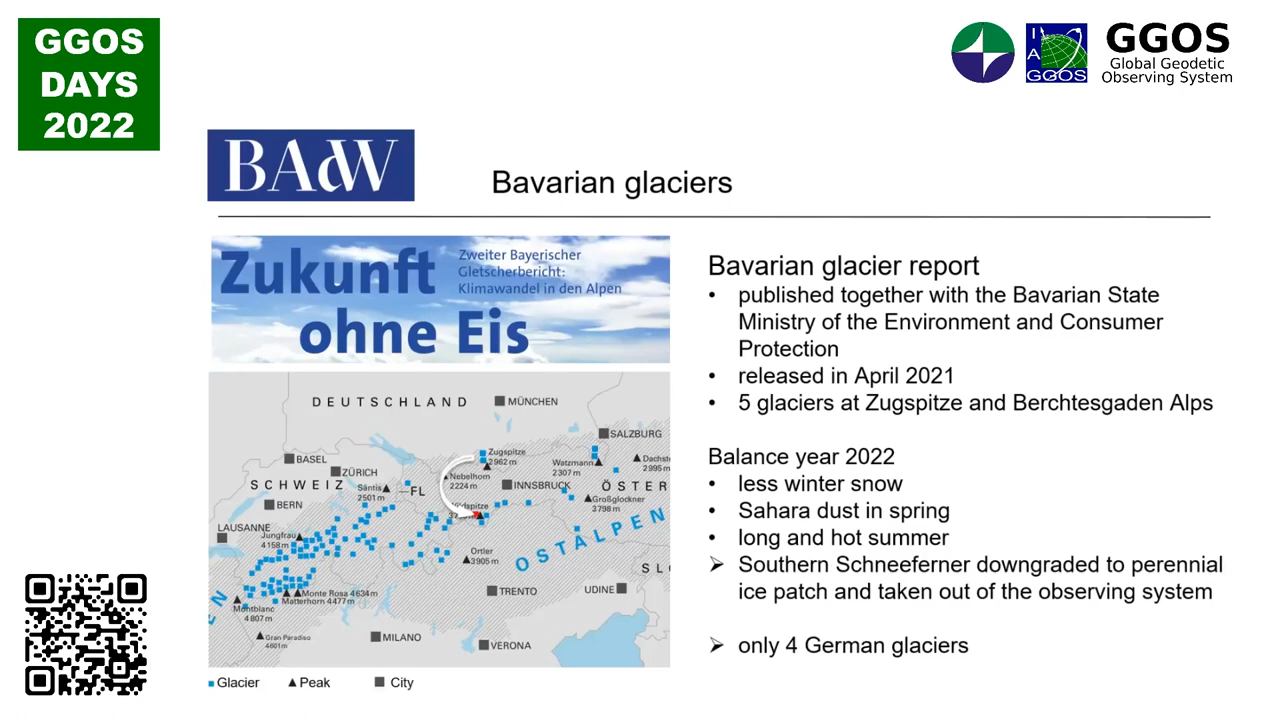 GGOS
DAYS
2022
I
A
GGOS
GGOS
Global Geodetic
Observing System
BAdW
Bavarian glaciers
Zukunft
ohne Eis
Zweiter Bayerischer
Gletscherbericht:
Klimawandel in den Alpen
Bavarian glacier report
• published together with the Bavarian State
Ministry of the Environment and Consumer
Protection
• released in April 2021
• 5 glaciers at Zugspitze and Berchtesgaden Alps
Balance year 2022
• less winter snow
• Sahara dust in spring
• long and hot summer
➢ Southern Schneeferner downgraded to perennial
ice patch and taken out of the observing system
➢ only 4 German glaciers
DEUTSCHLAND
MÜNCHEN
SALZBURG
BASEL
ZÜRICH
Zugspitze
2962 m
Watzmann
2307 m
Dachst
2995 m
SCHWEIZ
Säntis
2501 m
FL
Nebelhorn
2224 m
INNSBRUCK
ÖSTER
BERN
Großglockner
3798 m
LAUSANNE
Jungfrau
4158 m
OSTALPEN
Ortler
3905 m
SL
Monte Rosa 4634 m
Matterhorn 4477 m
TRENTO
UDINE
EN
Montblanc
4807 m
Gran Paradiso
4601 m
MILANO
VERONA
Glacier
Peak
City